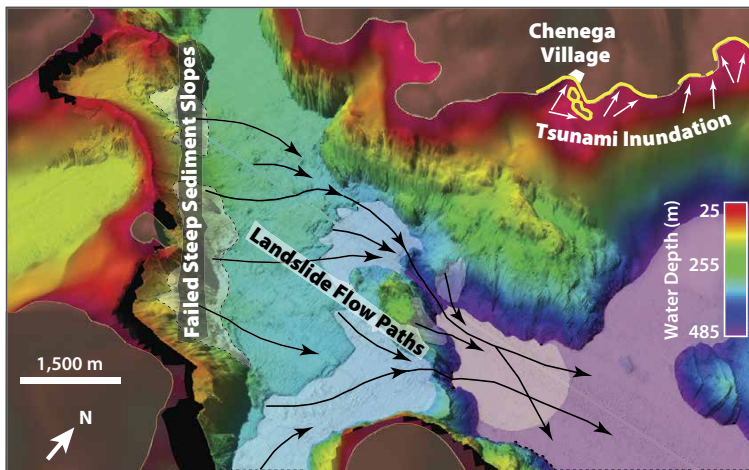 Chenega
Village
Tsunami Inundation
Failed Steep Sediment Slopes
Landslide Flow Paths
Water Depth (m)
25
255
485
1,500 m
N